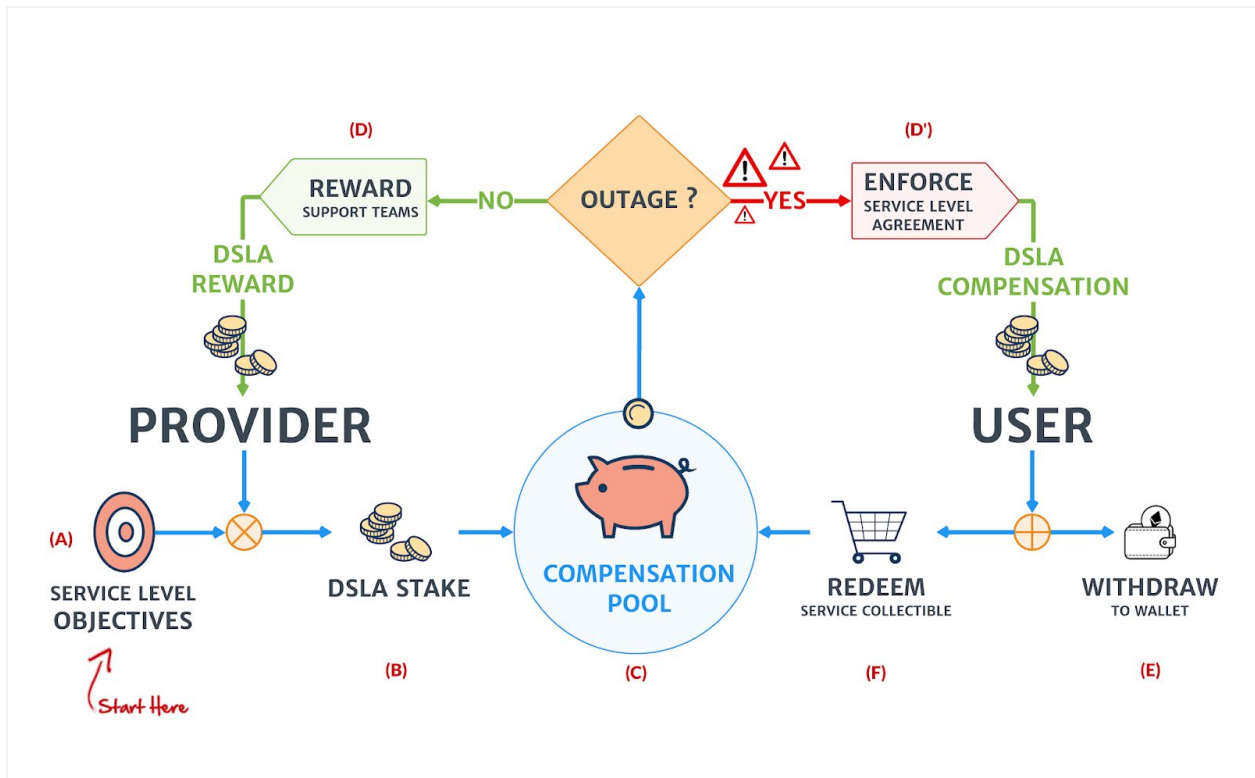 (D)
(D')
REWARD
SUPPORT TEAMS
NO
OUTAGE ?
YES
ENFORCE
SERVICE LEVEL
AGREEMENT
DSLA
REWARD
DSLA
COMPENSATION
PROVIDER
USER
(A)
SERVICE LEVEL
OBJECTIVES
DSLA STAKE
COMPENSATION
POOL
REDEEM
SERVICE COLLECTIBLE
WITHDRAW
TO WALLET
(B)
(C)
(F)
(E)
Start Here